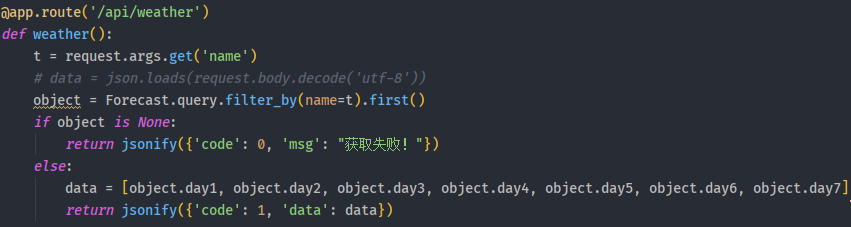 @app.route('/api/weather')
def weather():
    t = request.args.get('name')
    # data = json.loads(request.body.decode('utf-8'))
    object = Forecast.query.filter_by(name=t).first()
    if object is None:
        return jsonify({'code': 0, 'msg': "获取失败！"})
    else:
        data = [object.day1, object.day2, object.day3, object.day4, object.day5, object.day6, object.day7]
        return jsonify({'code': 1, 'data': data})